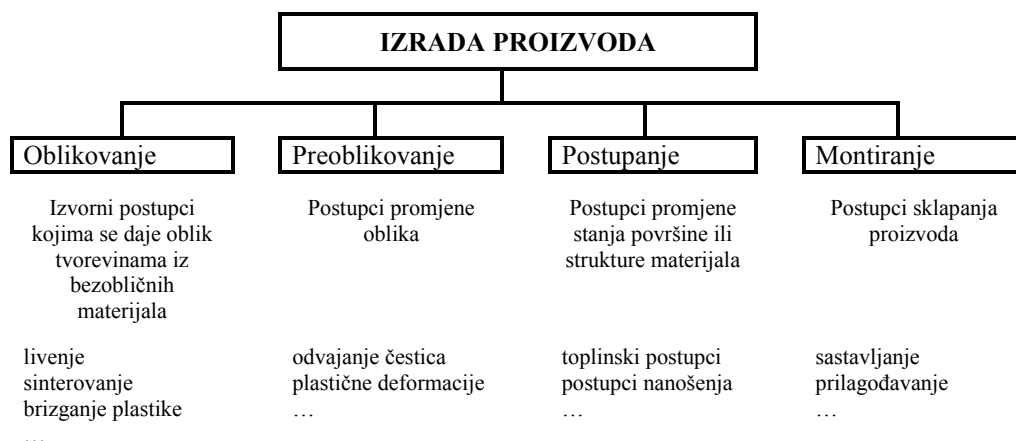 IZRADA PROIZVODA
Oblikovanje
Izvorni postupci
kojima se daje oblik
tvorevinama iz
bezobličnih
materijala
livenje
sinterovanje
brizganje plastike
…
Preoblikovanje
Postupci promjene
oblika
odvajanje čestica
plastične deformacije
…
Postupanje
Postupci promjene
stanja površine ili
strukture materijala
toplinski postupci
postupci nanošenja
…
Montiranje
Postupci sklapanja
proizvoda
sastavljanje
prilagođavanje
…